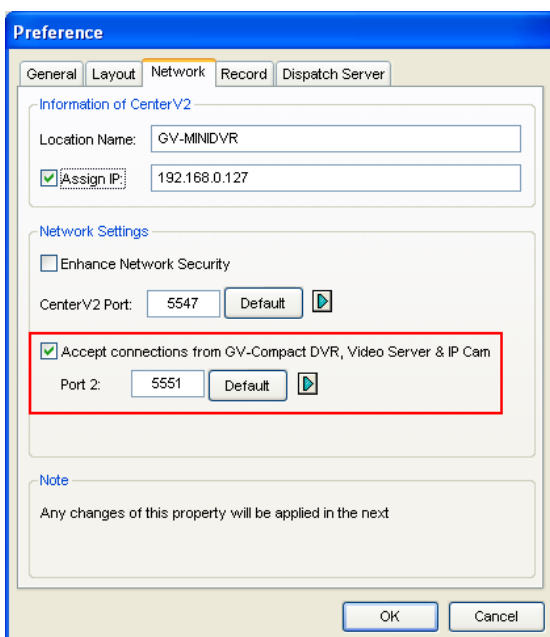 Preference
General Layout Network Record Dispatch Server
Information of CenterV2
Location Name: GV-MINIDVR
Assign IP: 192.168.0.127
Network Settings
Enhance Network Security
CenterV2 Port: 5547 Default
Accept connections from GV-Compact DVR, Video Server & IP Cam
Port 2: 5551 Default
Note
Any changes of this property will be applied in the next
OK Cancel